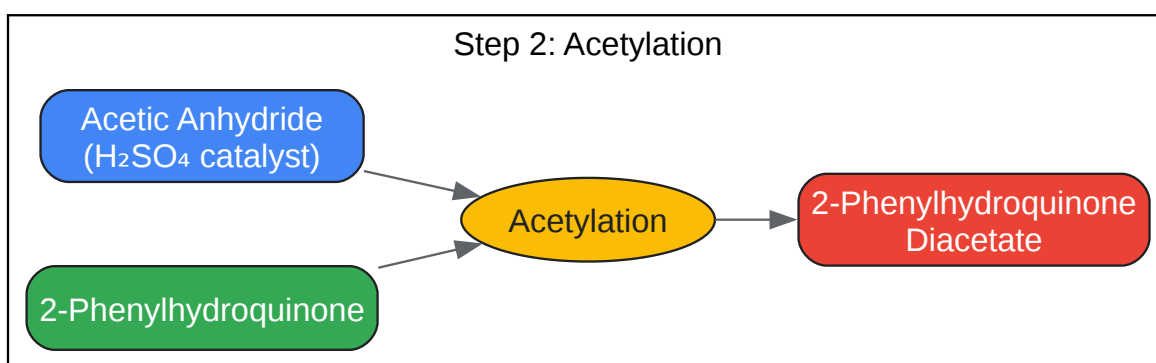 Step 2: Acetylation
Acetic Anhydride
(H₂SO₄ catalyst)
2-Phenylhydroquinone
Acetylation
2-Phenylhydroquinone
Diacetate